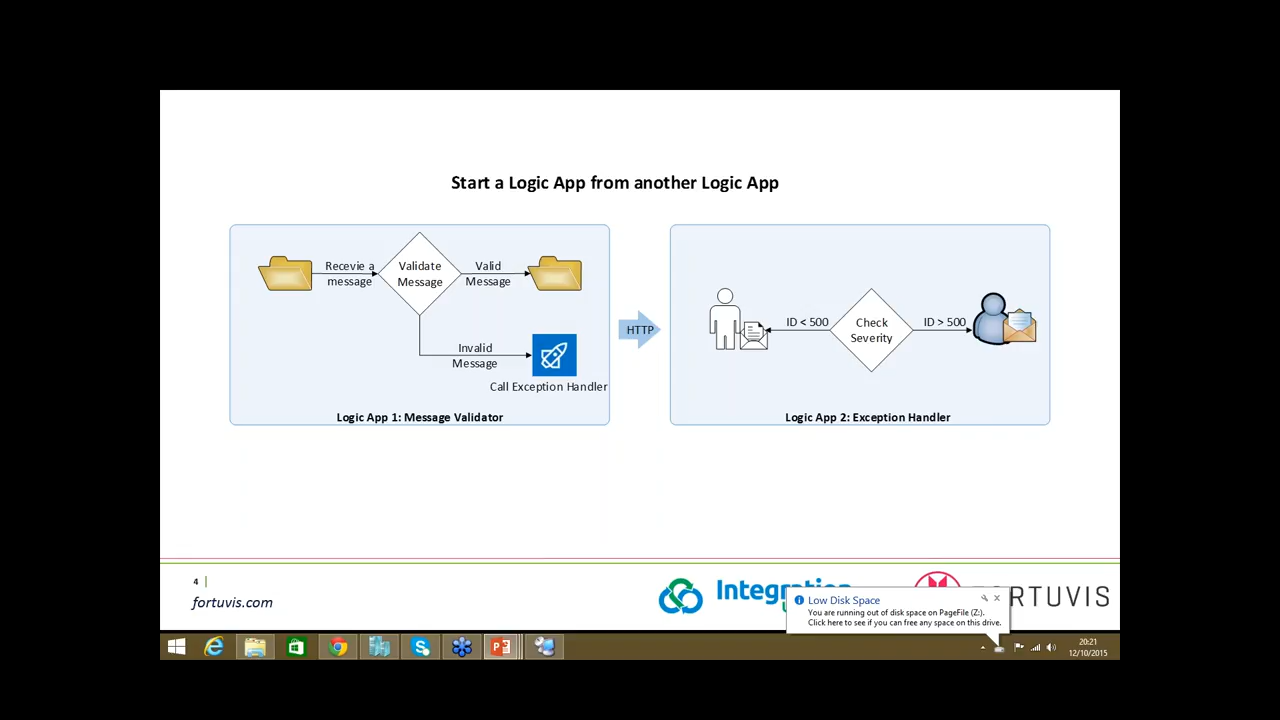 Start a Logic App from another Logic App
Recevie a
message
Validate
Message
Valid
Message
Invalid
Message
Call Exception Handler
Logic App 1: Message Validator
HTTP
ID < 500
Check
Severity
ID > 500
Logic App 2: Exception Handler
4
fortuvis.com
Integration
RTUVIS
Low Disk Space
You are running out of disk space on PageFile (Z:).
Click here to see if you can free any space on this drive.
20:21
12/10/2015